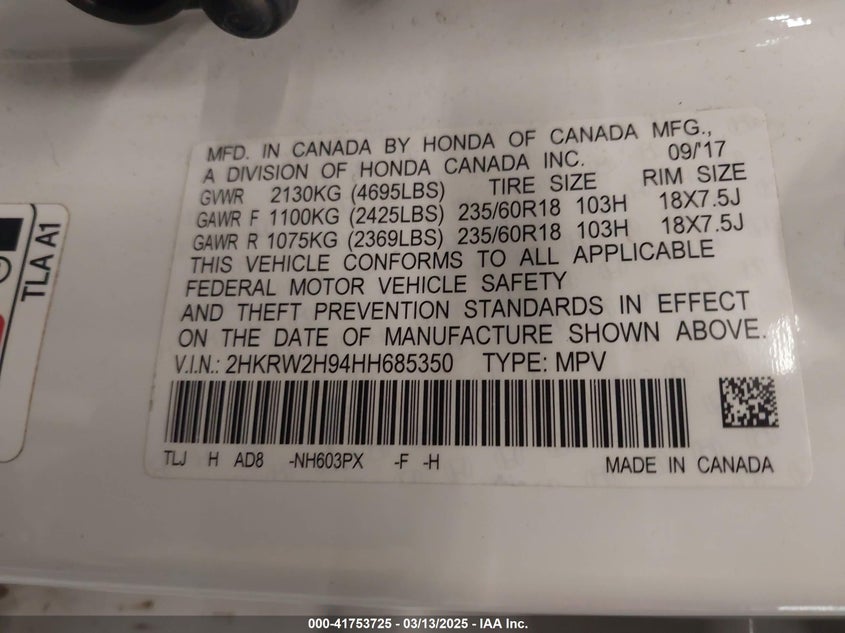 MFD. IN CANADA BY HONDA OF CANADA MFG.,
A DIVISION OF HONDA CANADA INC. 09/'17
GVWR 2130KG (4695LBS) TIRE SIZE RIM SIZE
GAWR F 1100KG (2425LBS) 235/60R18 103H 18X7.5J
GAWR R 1075KG (2369LBS) 235/60R18 103H 18X7.5J
THIS VEHICLE CONFORMS TO ALL APPLICABLE
FEDERAL MOTOR VEHICLE SAFETY
AND THEFT PREVENTION STANDARDS IN EFFECT
ON THE DATE OF MANUFACTURE SHOWN ABOVE.
V.I.N.: 2HKRW2H94HH685350 TYPE: MPV
TLJ H AD8 -NH603PX -F -H MADE IN CANADA
TLA A1
000-41753725 - 03/13/2025 - IAA Inc.